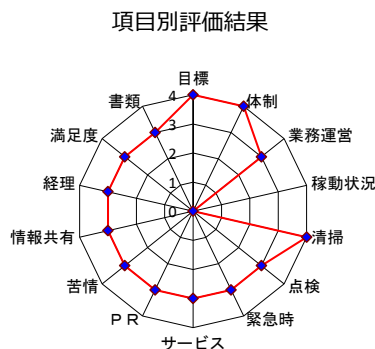 項目別評価結果
目標
体制
業務運営
稼動状況
清掃
点検
緊急時
サービス
ＰＲ
苦情
情報共有
経理
満足度
書類
4
3
2
1
0